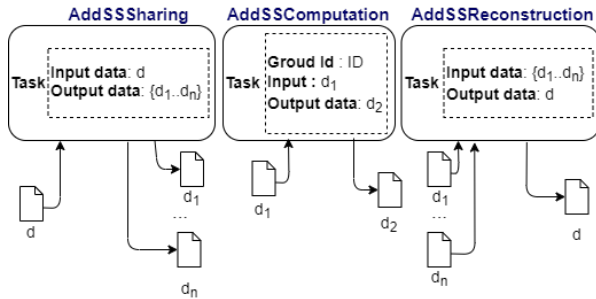 AddSSSharing
Task
Input data: d
Output data: {d1..dn}
d
d1
...
dn
AddSSComputation
Task
Groud Id : ID
Input : d1
Output data: d2
d1
d2
AddSSReconstruction
Task
Input data: {d1..dn}
Output data: d
d1
...
dn
d